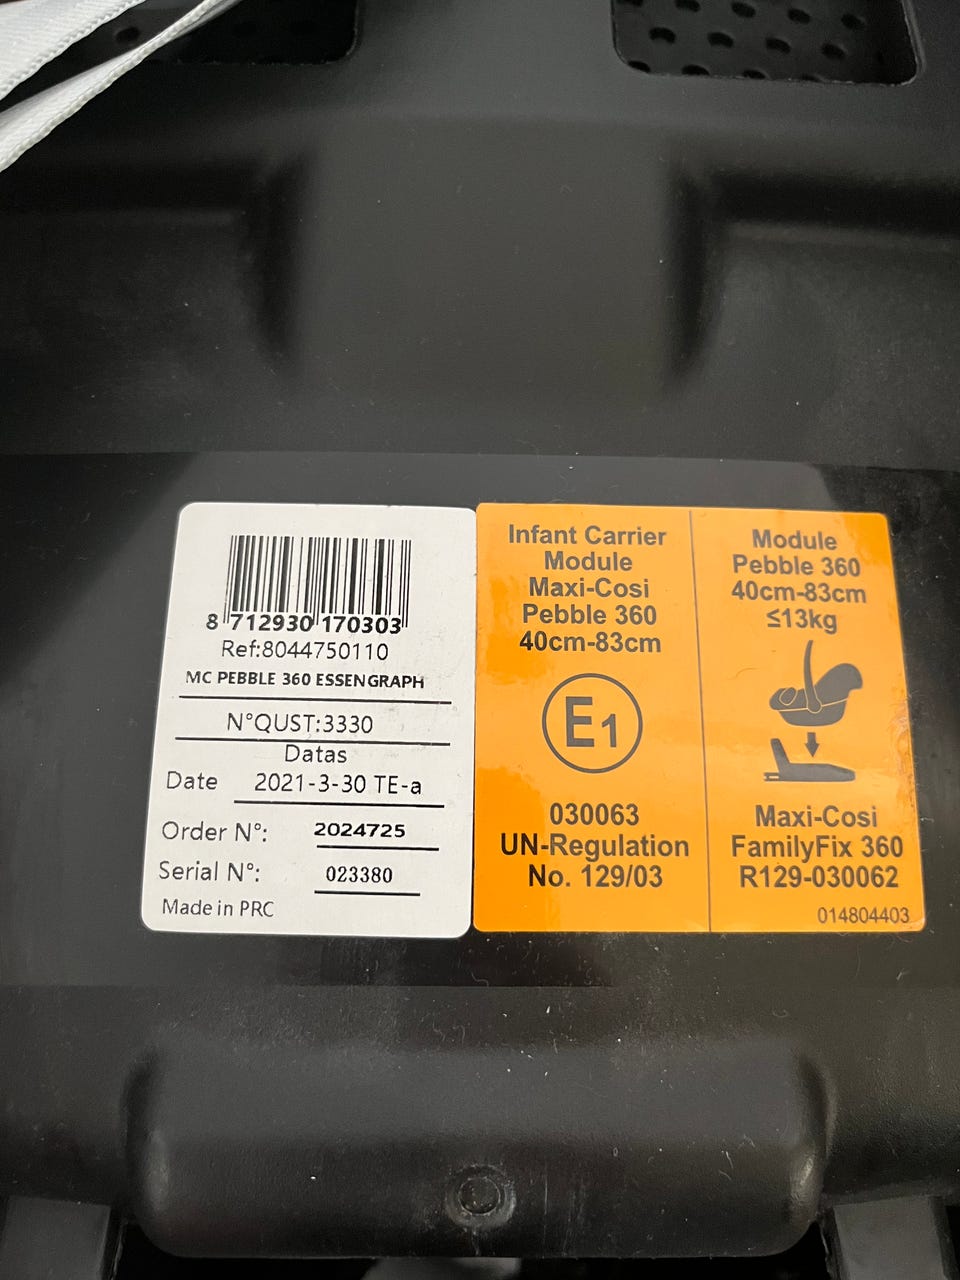 8 712930 170303
Ref:8044750110
MC PEBBLE 360 ESSENGRAPH
N°QUST:3330
Datas
Date 2021-3-30 TE-a
Order N°: 2024725
Serial N°: 023380
Made in PRC
Infant Carrier
Module
Maxi-Cosi
Pebble 360
40cm-83cm
E1
030063
UN-Regulation
No. 129/03
Module
Pebble 360
40cm-83cm
≤13kg
Maxi-Cosi
FamilyFix 360
R129-030062
014804403